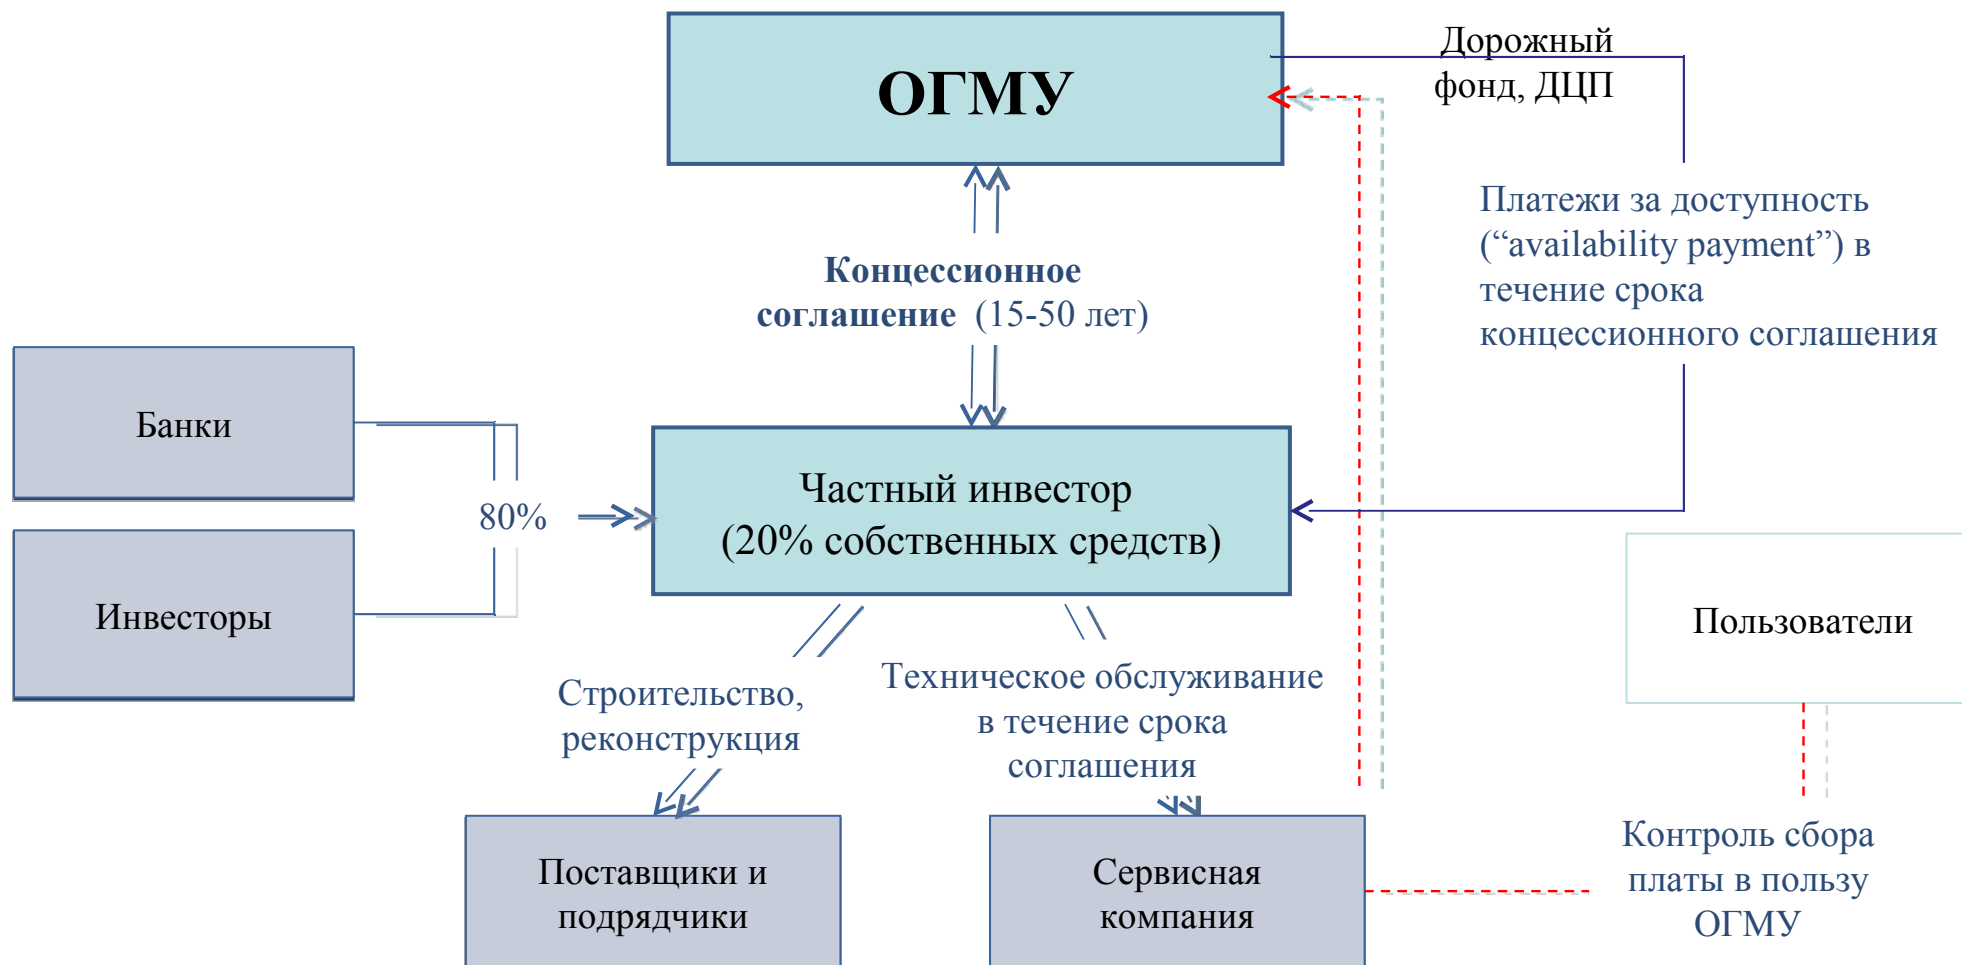 ОГМУ
Дорожный
фонд, ДЦП
Платежи за доступность
(“availability payment”) в
течение срока
концессионного соглашения
Концессионное
соглашение (15-50 лет)
Банки
80%
Инвесторы
Частный инвестор
(20% собственных средств)
Пользователи
Строительство,
реконструкция
Техническое обслуживание
в течение срока
соглашения
Поставщики и
подрядчики
Сервисная
компания
Контроль сбора
платы в пользу
ОГМУ